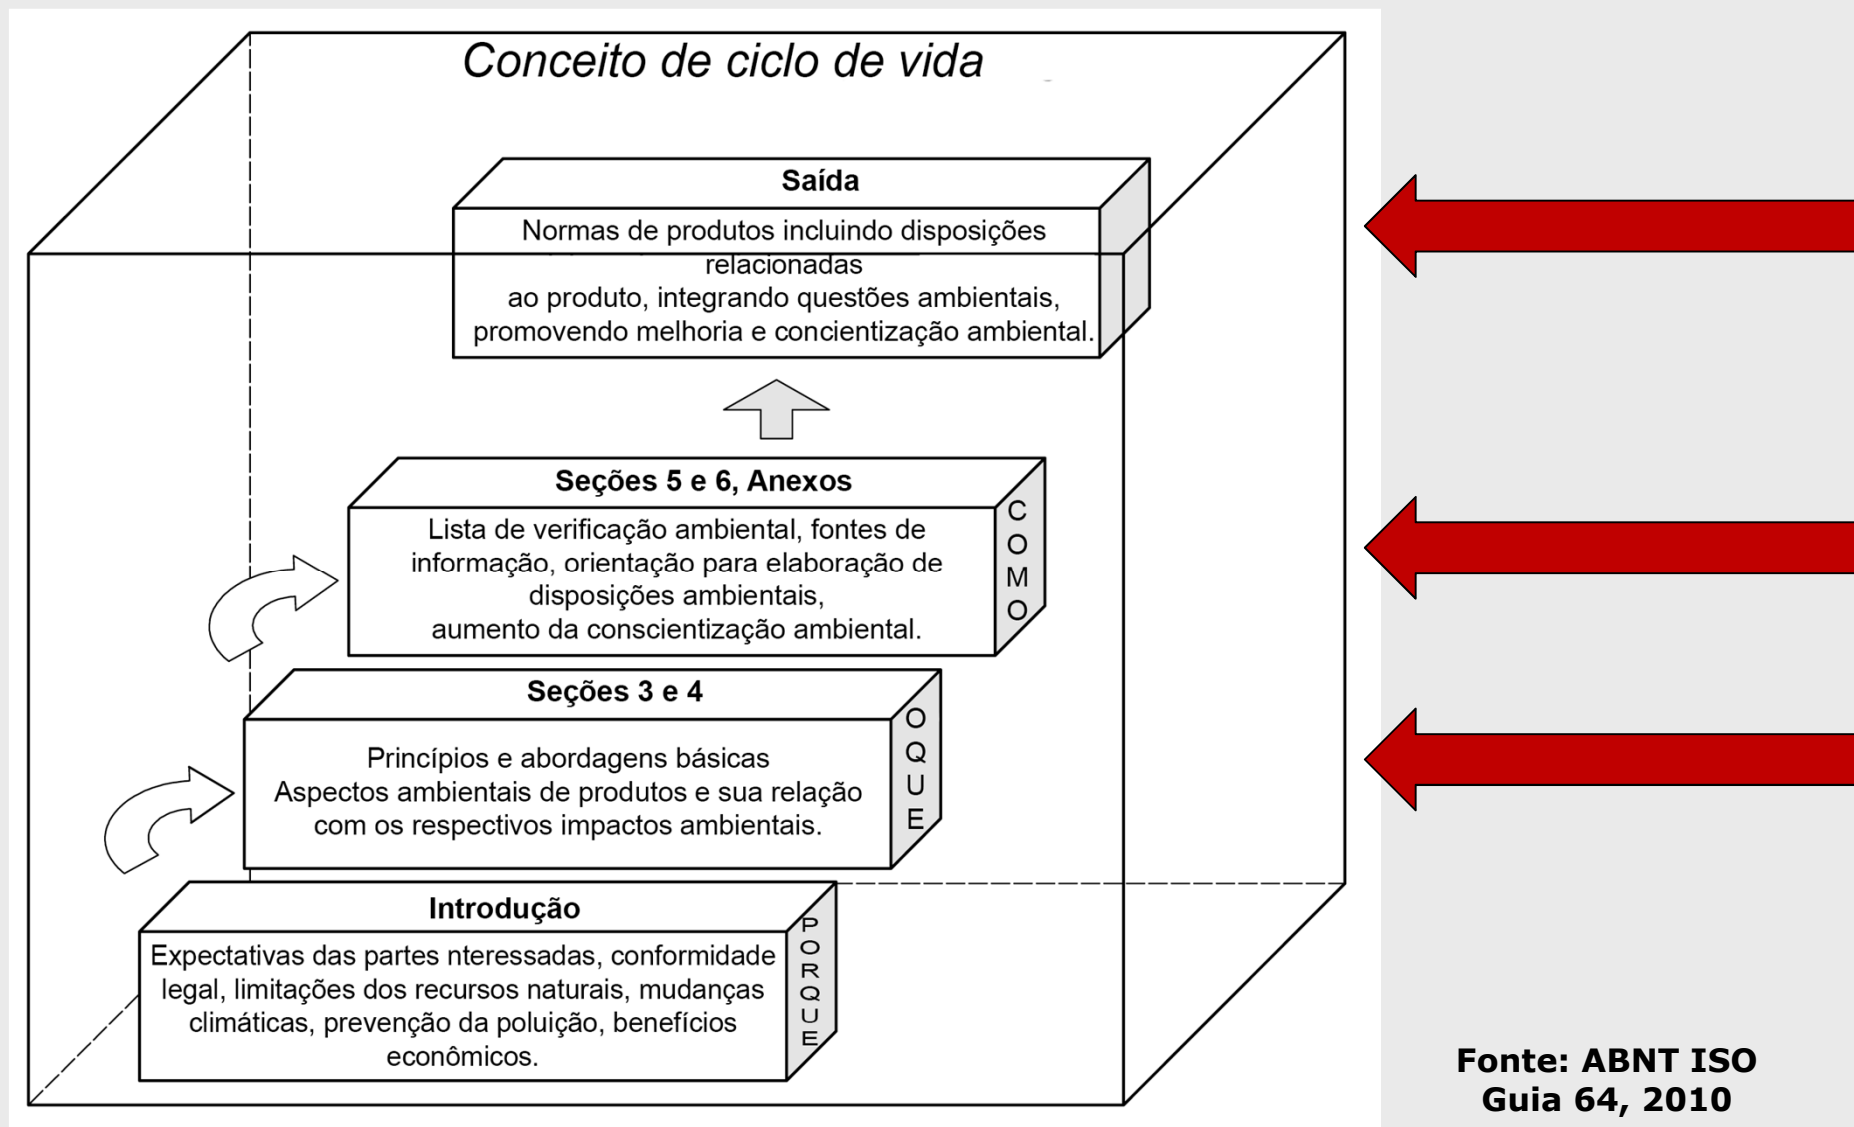 Conceito de ciclo de vida
Saída
Normas de produtos incluindo disposições
relacionadas
ao produto, integrando questões ambientais,
promovendo melhoria e concientização ambiental.
Seções 5 e 6, Anexos
Lista de verificação ambiental, fontes de
informação, orientação para elaboração de
disposições ambientais,
aumento da conscientização ambiental.
COMO
Seções 3 e 4
Princípios e abordagens básicas
Aspectos ambientais de produtos e sua relação
com os respectivos impactos ambientais.
OQUE
Introdução
Expectativas das partes nteressadas, conformidade
legal, limitações dos recursos naturais, mudanças
climáticas, prevenção da poluição, benefícios
econômicos.
PORQUE
Fonte: ABNT ISO
Guia 64, 2010